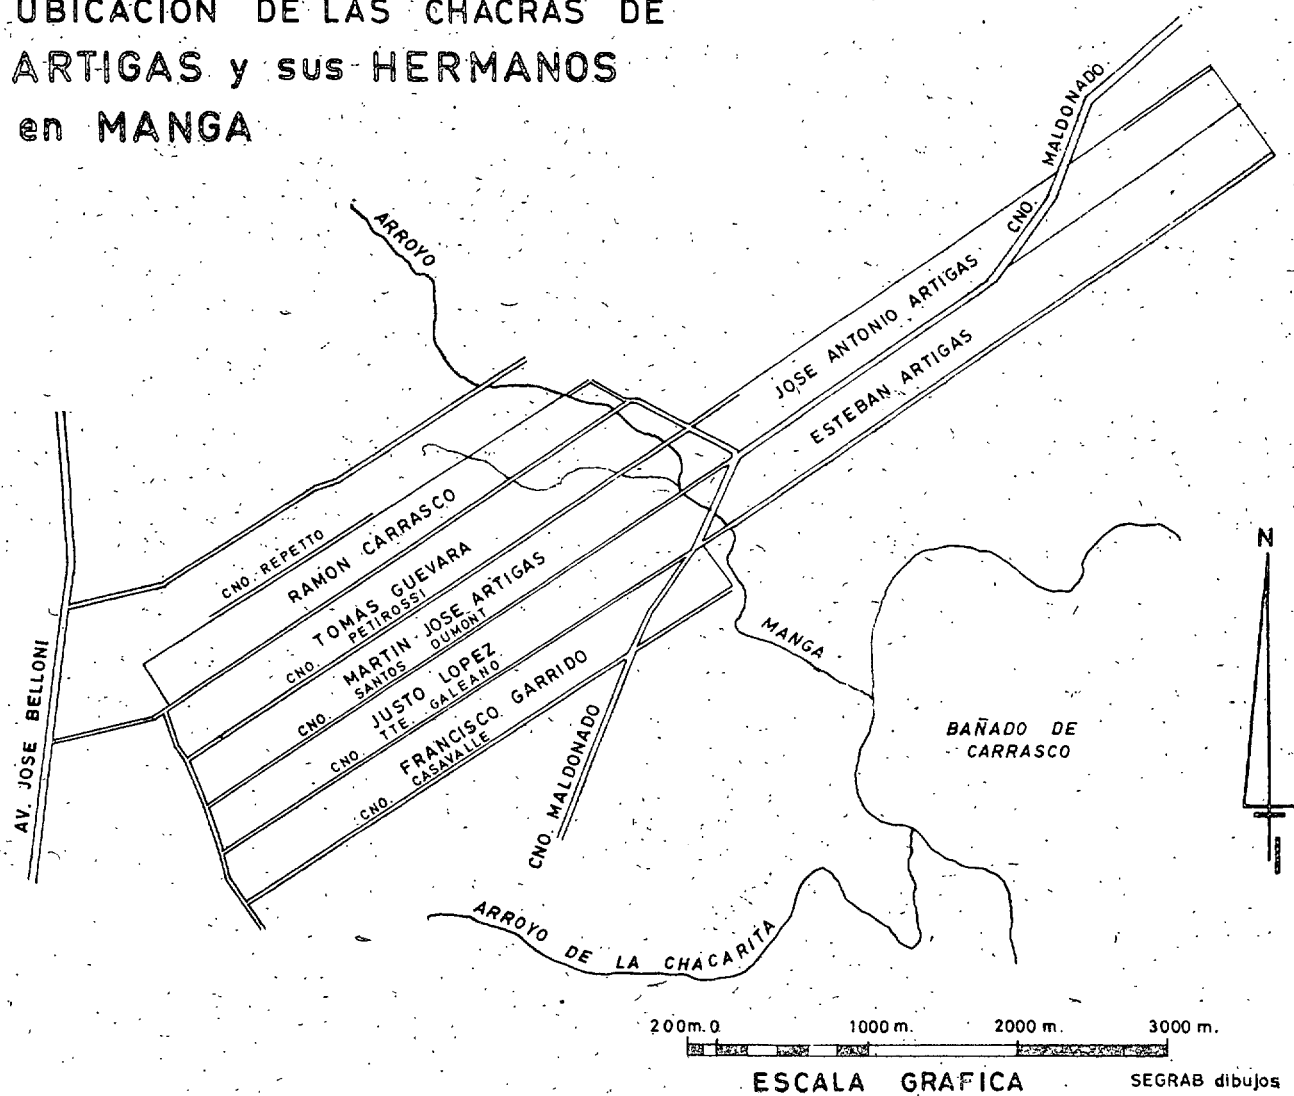 UBICACION DE LAS CHACRAS DE
ARTIGAS y sus HERMANOS
en MANGA
ARROYO
CNO. MALDONADO
JOSE ANTONIO ARTIGAS
ESTEBAN ARTIGAS
CNO. REPETTO
RAMON CARRASCO
TOMAS GUEVARA
CNO. PETIROSSI
MARTIN JOSE ARTIGAS
CNO. SANTOS DUMONT
JUSTO LOPEZ
CNO. TTE. GALEANO
FRANCISCO GARRIDO
CNO. CASAVALLE
AV. JOSE BELLONI
CNO. MALDONADO
MANGA
BAÑADO DE
CARRASCO
N
ARROYO DE LA CHACARITA
200m. 0 1000 m. 2000 m. 3000 m.
ESCALA GRAFICA
SEGRAB dibujos